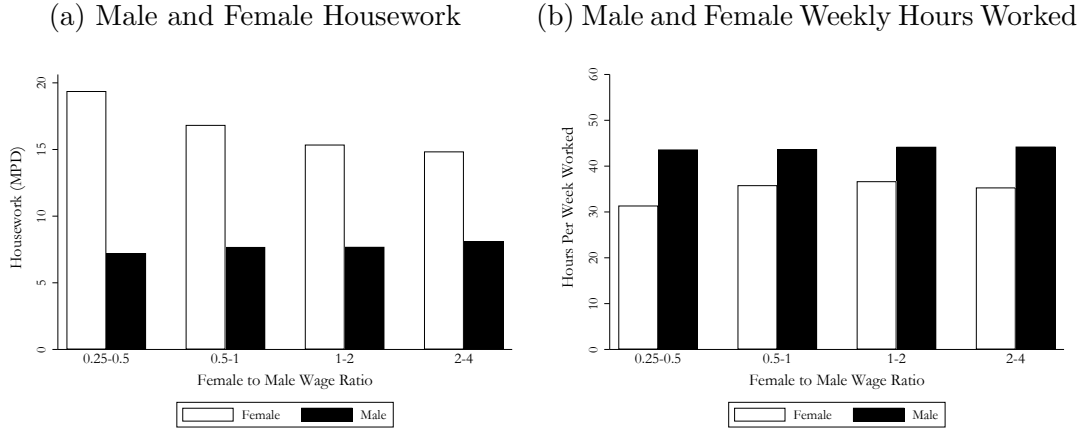 (a) Male and Female Housework
Housework (MPD)
20
15
10
5
0
0.25-0.5 0.5-1 1-2 2-4
Female to Male Wage Ratio
Female Male
(b) Male and Female Weekly Hours Worked
Hours Per Week Worked
60
50
40
30
20
10
0
0.25-0.5 0.5-1 1-2 2-4
Female to Male Wage Ratio
Female Male